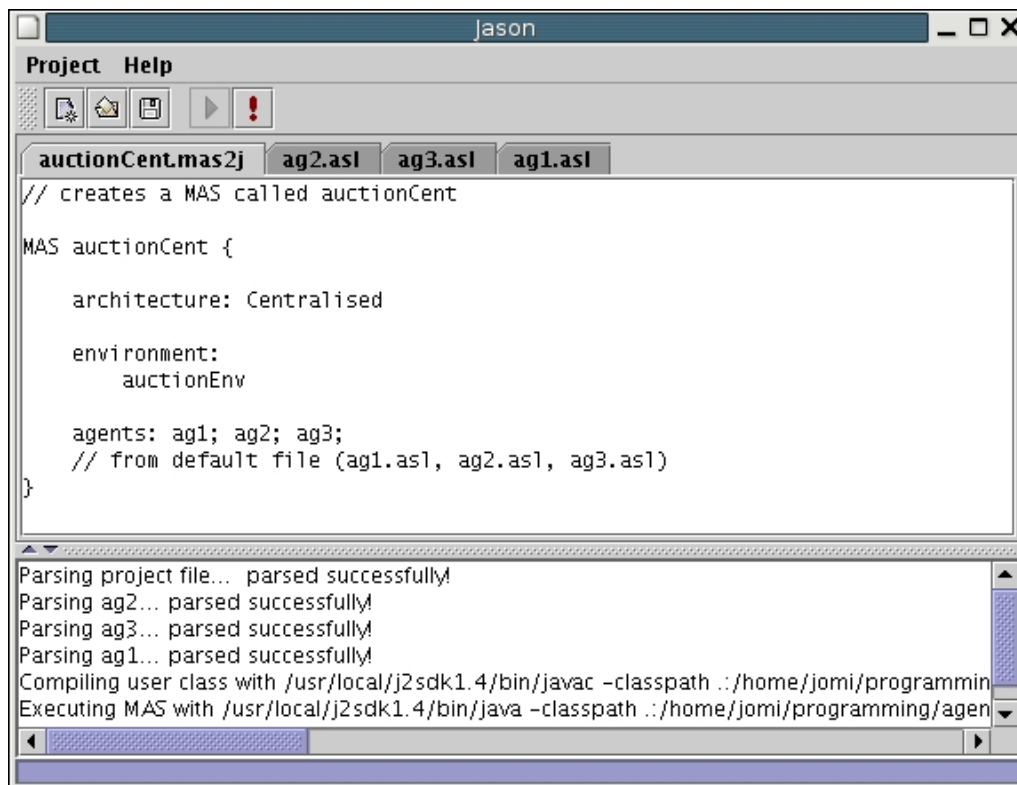 Jason
Project Help
auctionCent.mas2j ag2.asl ag3.asl ag1.asl
// creates a MAS called auctionCent
MAS auctionCent {
architecture: Centralised
environment:
auctionEnv
agents: ag1; ag2; ag3;
// from default file (ag1.asl, ag2.asl, ag3.asl)
}
Parsing project file... parsed successfully!
Parsing ag2... parsed successfully!
Parsing ag3... parsed successfully!
Parsing ag1... parsed successfully!
Compiling user class with /usr/local/j2sdk1.4/bin/javac -classpath .:/home/jomi/programmin
Executing MAS with /usr/local/j2sdk1.4/bin/java -classpath .:/home/jomi/programming/agen